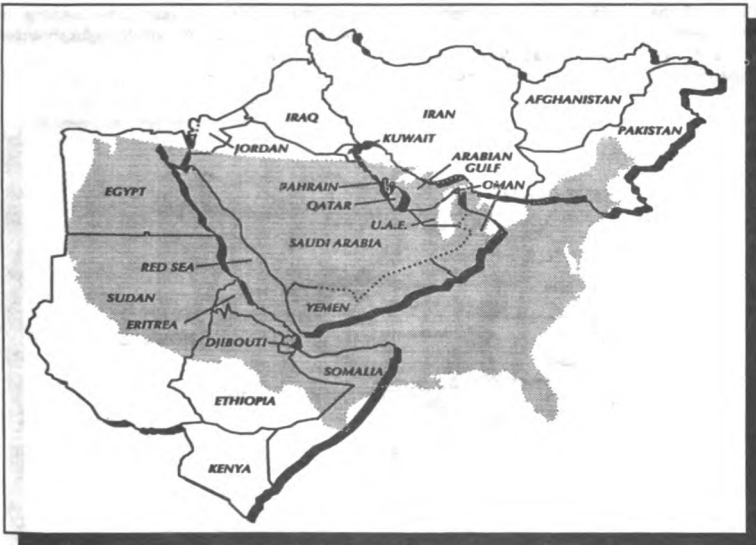 IRAQ
IRAN
AFGHANISTAN
PAKISTAN
JORDAN
KUWAIT
ARABIAN
GULF
EGYPT
BAHRAIN
OMAN
QATAR
U.A.E.
SAUDI ARABIA
RED SEA
SUDAN
YEMEN
ERITREA
DJIBOUTI
SOMALIA
ETHIOPIA
KENYA